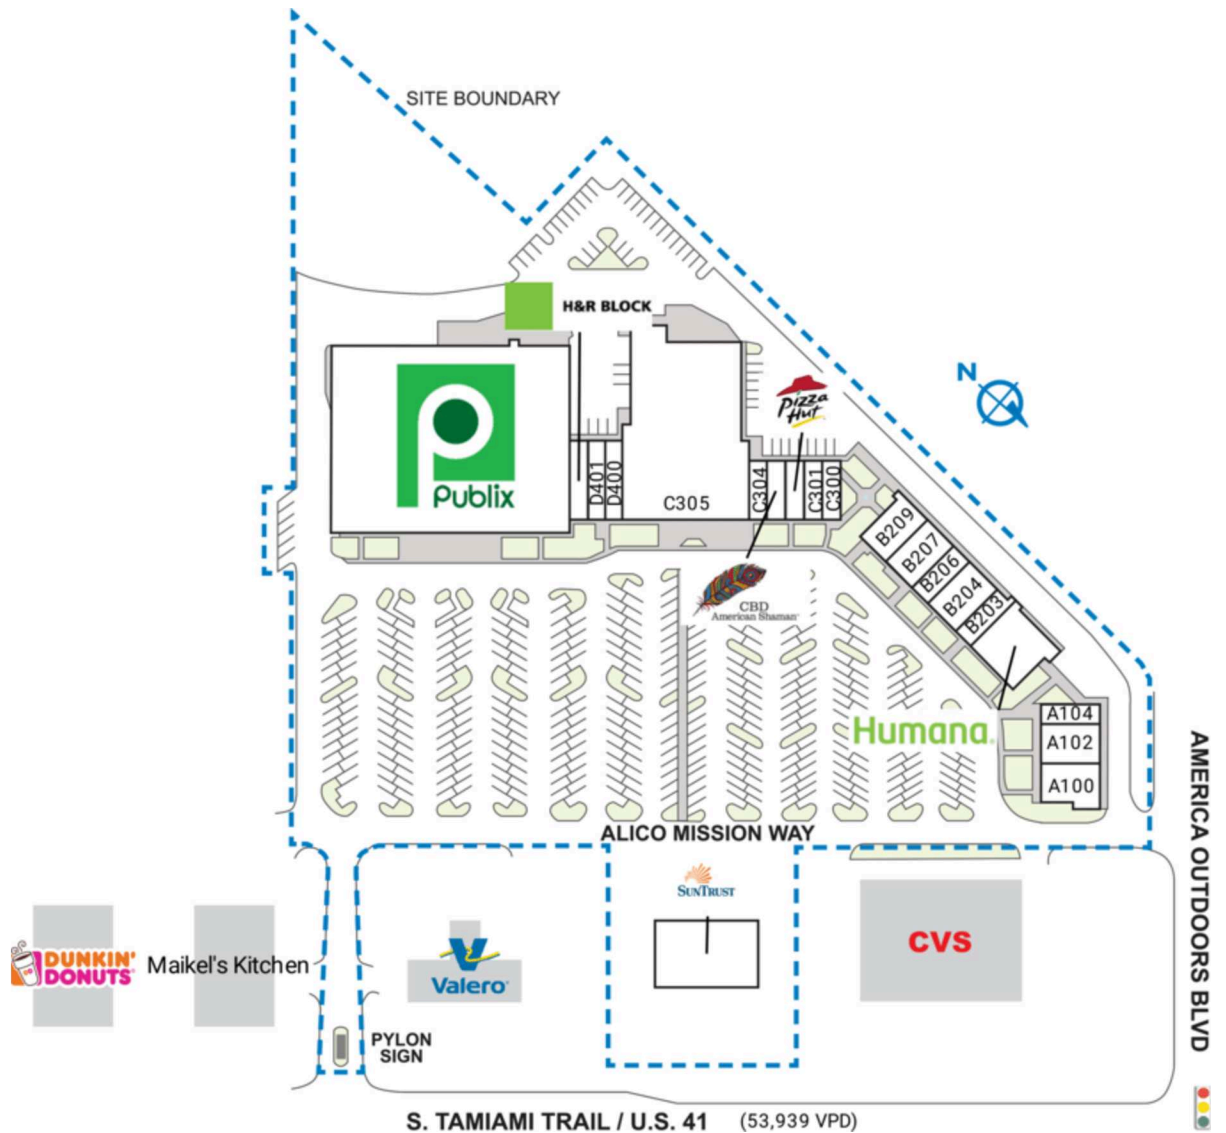 SITE BOUNDARY
H&R BLOCK
N
Pizza
Hut
Publix
D401
D400
C305
C304
C301
C300
B209
B207
B206
B204
B203
CBD
American Shaman
Humana
A104
A102
A100
ALICO MISSION WAY
AMERICA OUTDOORS BLVD
SUNTRUST
CVS
DUNKIN'
DONUTS
Maikel's Kitchen
Valero
PYLON
SIGN
S. TAMIAMI TRAIL / U.S. 41 (53,939 VPD)